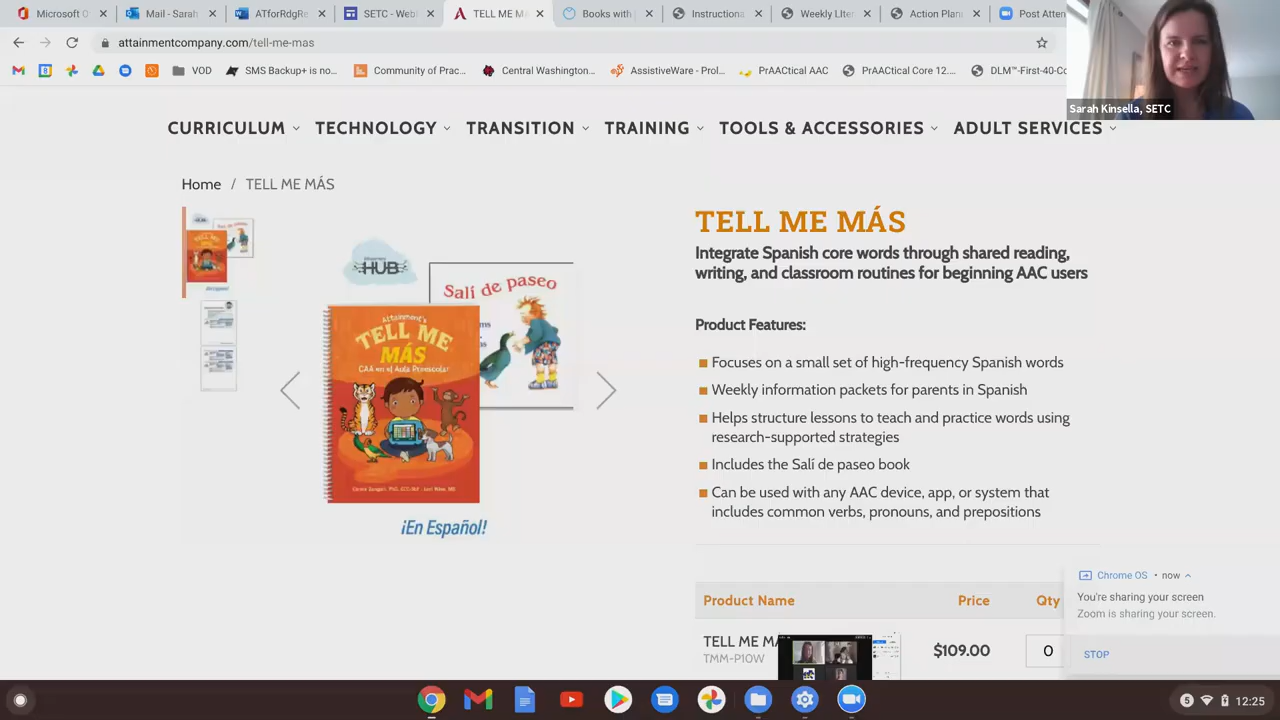 Microsoft O
Mail - Sarah
ATforRdgRe
SETC - Webi
TELL ME MÁ
Books with
Instructiona
Weekly Liter
Action Plan
Post Atten
attainmentcompany.com/tell-me-mas
VOD
SMS Backup+ is no...
Community of Prac...
Central Washington...
AssistiveWare - Prol...
PrAACtical AAC
PrAACtical Core 12....
DLM™-First-40-Co
Sarah Kinsella, SETC
CURRICULUM
TECHNOLOGY
TRANSITION
TRAINING
TOOLS & ACCESSORIES
ADULT SERVICES
Home / TELL ME MÁS
HUB
Salí de paseo
Attainment's
TELL ME
MÁS
CAA en el Aula Preescolar
¡En Español!
TELL ME MÁS
Integrate Spanish core words through shared reading,
writing, and classroom routines for beginning AAC users
Product Features:
Focuses on a small set of high-frequency Spanish words
Weekly information packets for parents in Spanish
Helps structure lessons to teach and practice words using
research-supported strategies
Includes the Salí de paseo book
Can be used with any AAC device, app, or system that
includes common verbs, pronouns, and prepositions
Product Name
Price
Qty
TELL ME MÁ
TMM-P10W
$109.00
0
Chrome OS • now
You're sharing your screen
Zoom is sharing your screen.
STOP
5
12:25